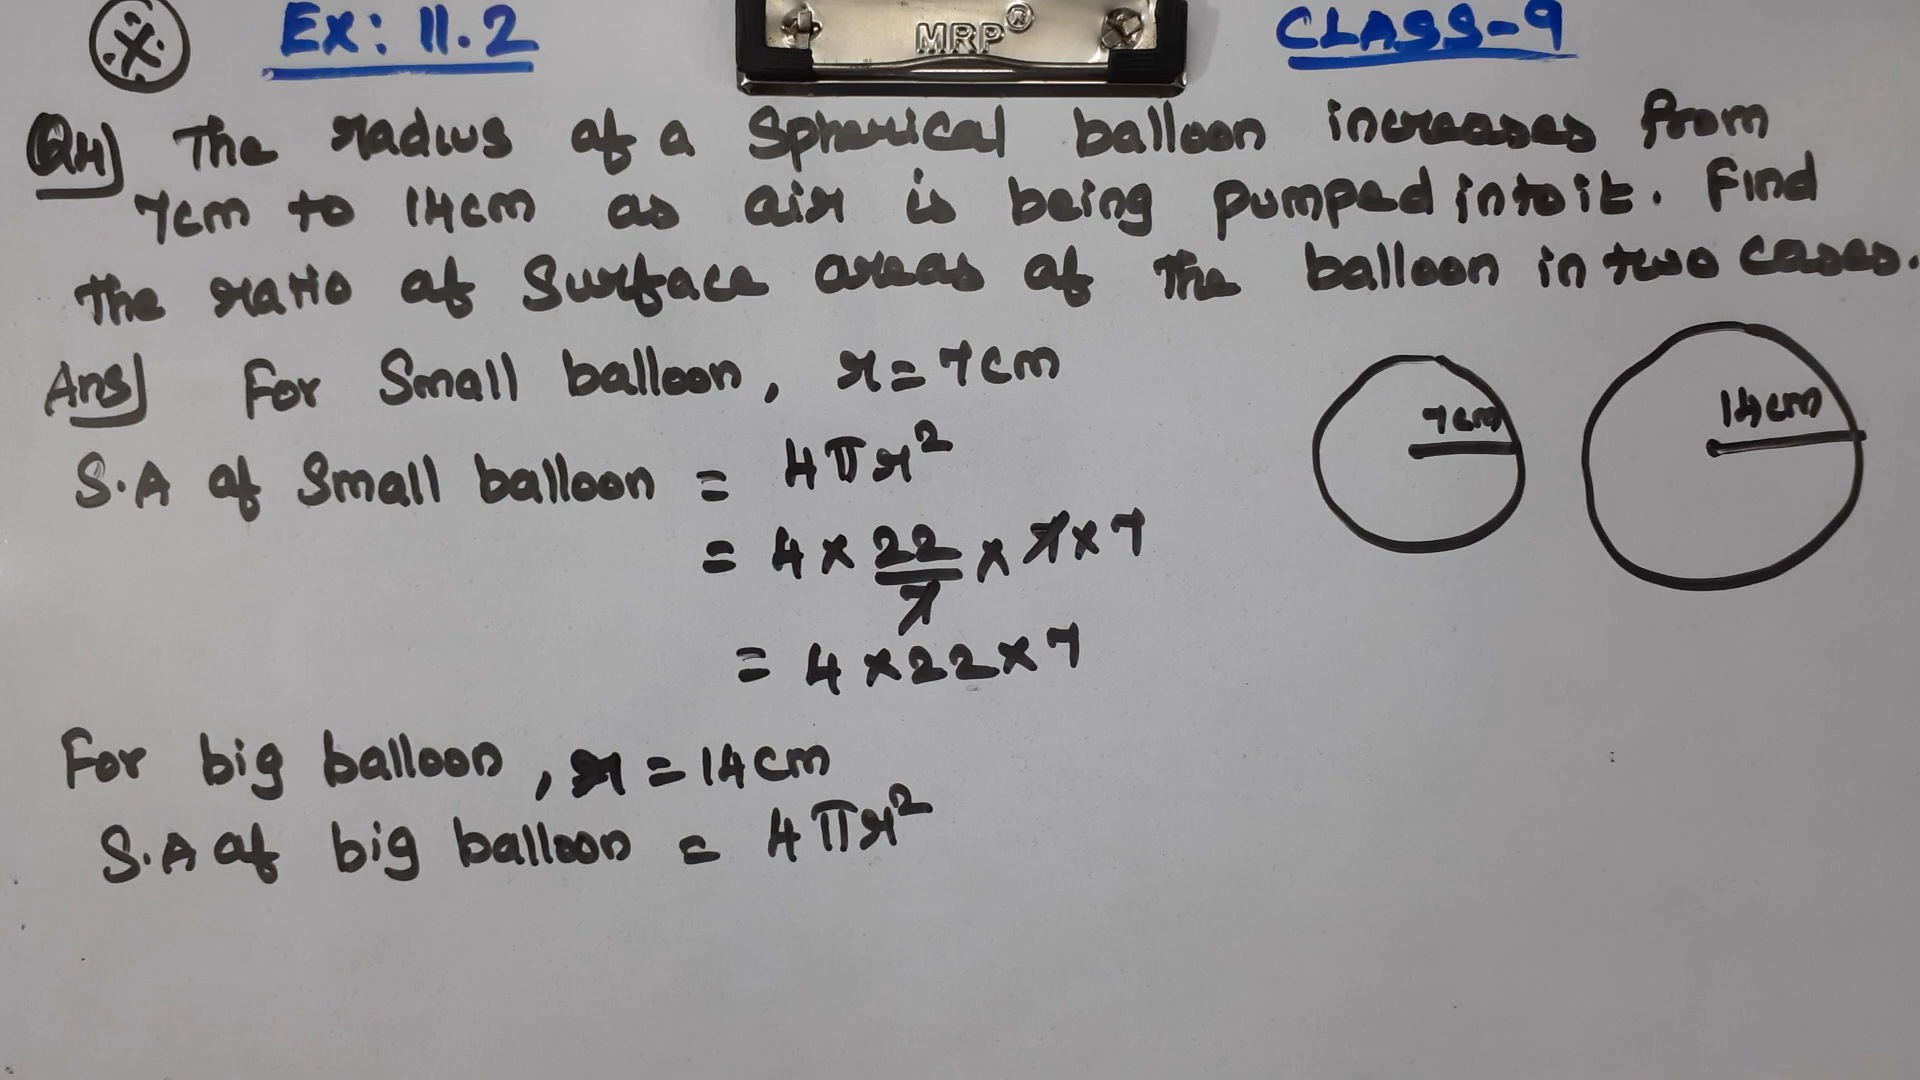 EX: 11.2
MRP®
CLASS-9
Q4) The radius of a Spherical balloon increases from
7cm to 14cm as air is being pumped into it. Find
the ratio of Surface areas of the balloon in two cases.
Ans) For Small balloon, r=7cm
7cm
14cm
S.A of Small balloon = 4πr²
= 4 × 22/7 × 7×7
= 4×22×7
For big balloon, r=14cm
S.A of big balloon = 4πr²